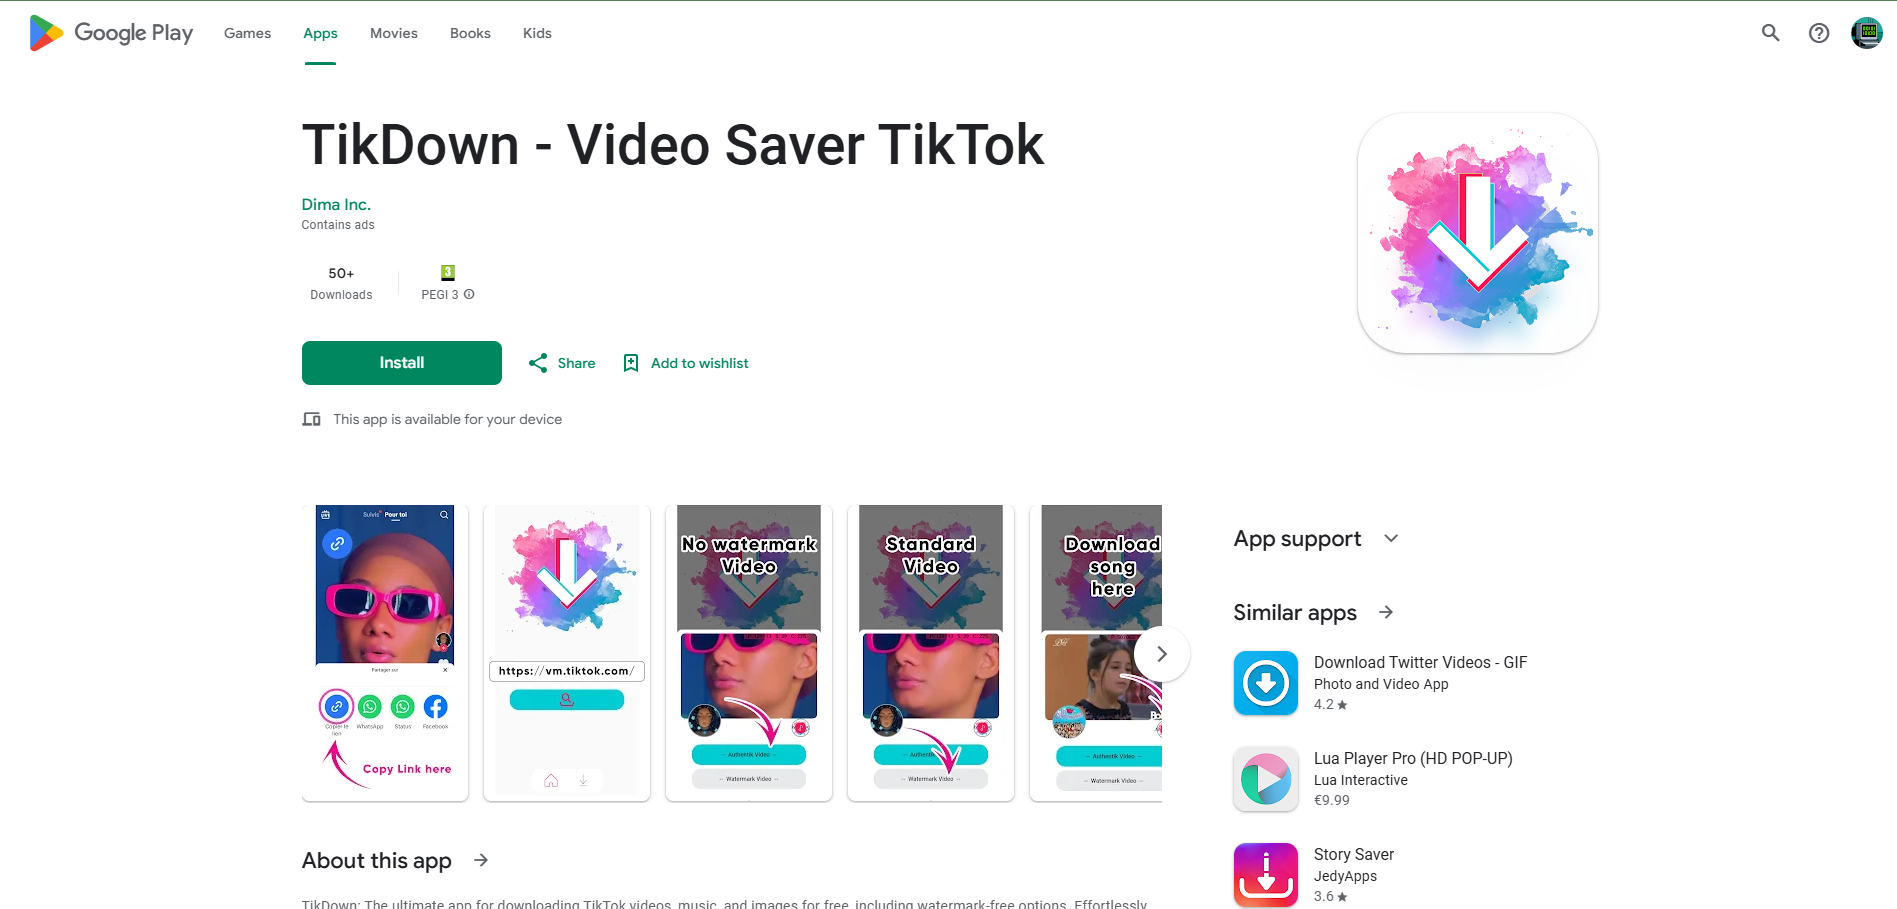 Google Play
Games
Apps
Movies
Books
Kids
TikDown - Video Saver TikTok
Dima Inc.
Contains ads
50+
Downloads
3
PEGI 3
Install
Share
Add to wishlist
This app is available for your device
Suivis Pour toi
Partager sur
Copier le
lien
WhatsApp
Status
Facebook
Copy Link here
https://vm.tiktok.com/
No watermark
Video
-- Authentik Video --
-- Watermark Video --
Standard
Video
-- Authentik Video --
-- Watermark Video --
Download
song
here
-- Authentik Video --
-- Watermark Video --
App support
Similar apps
Download Twitter Videos - GIF
Photo and Video App
4.2 ★
Lua Player Pro (HD POP-UP)
Lua Interactive
€9.99
Story Saver
JedyApps
3.6 ★
About this app
TikDown: The ultimate app for downloading TikTok videos, music, and images for free, including watermark-free options. Effortlessly